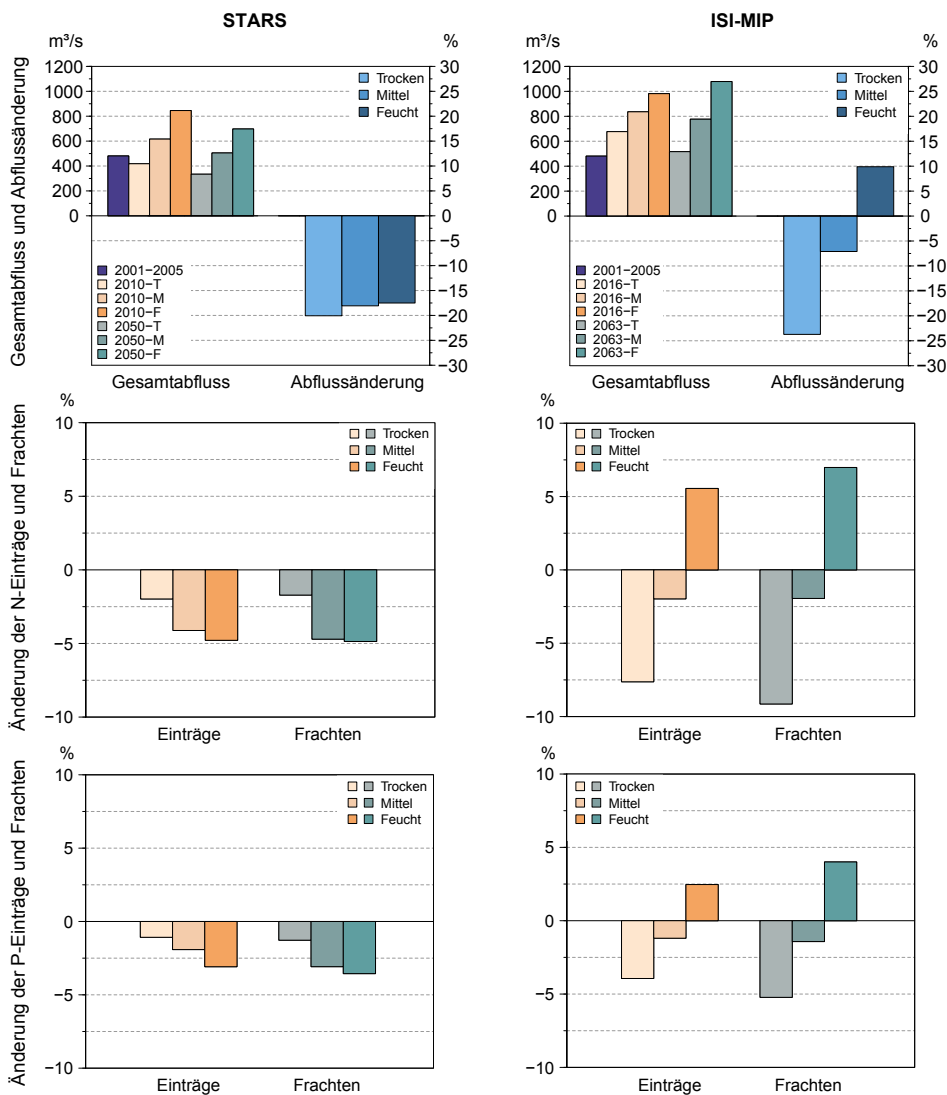 STARS
ISI-MIP
m³/s
%
m³/s
%
Gesamtabfluss und Abflussänderung
1200
1000
800
600
400
200
0
30
25
20
15
10
5
0
−5
−10
−15
−20
−25
−30
Trocken
Mittel
Feucht
2001−2005
2010−T
2010−M
2010−F
2050−T
2050−M
2050−F
Gesamtabfluss
Abflussänderung
1200
1000
800
600
400
200
0
30
25
20
15
10
5
0
−5
−10
−15
−20
−25
−30
Trocken
Mittel
Feucht
2001−2005
2016−T
2016−M
2016−F
2063−T
2063−M
2063−F
Gesamtabfluss
Abflussänderung
Änderung der N-Einträge und Frachten
%
10
5
0
−5
−10
Trocken
Mittel
Feucht
Einträge
Frachten
%
10
5
0
−5
−10
Trocken
Mittel
Feucht
Einträge
Frachten
Änderung der P-Einträge und Frachten
%
10
5
0
−5
−10
Trocken
Mittel
Feucht
Einträge
Frachten
%
10
5
0
−5
−10
Trocken
Mittel
Feucht
Einträge
Frachten